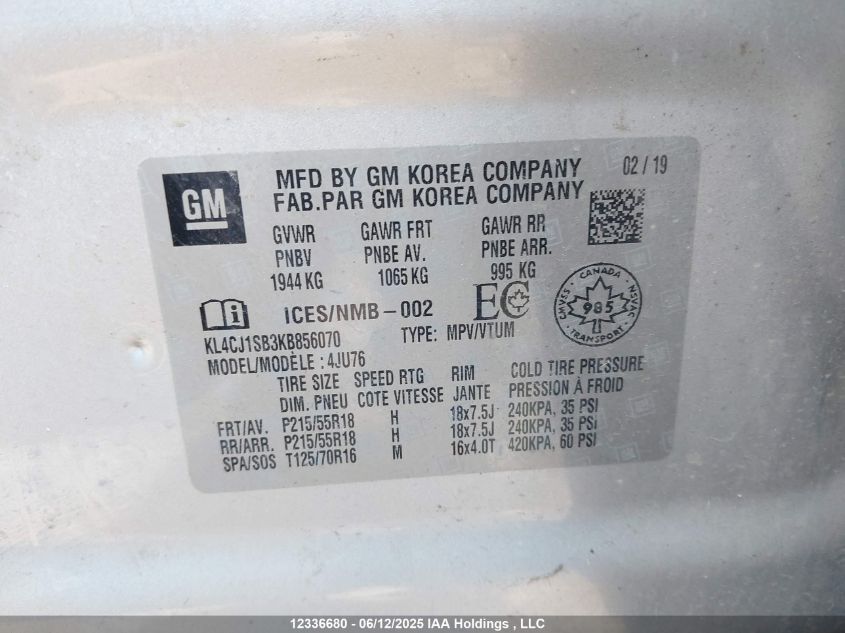 GM
MFD BY GM KOREA COMPANY 02 / 19
FAB.PAR GM KOREA COMPANY
GVWR GAWR FRT GAWR RR
PNBV PNBE AV. PNBE ARR.
1944 KG 1065 KG 995 KG
i ICES/NMB-002 EC
CANADA
SVAMV 985 NSVAC
TRANSPORT
KL4CJ1SB3KB856070 TYPE: MPV/VTUM
MODEL/MODÈLE : 4JU76
TIRE SIZE SPEED RTG RIM COLD TIRE PRESSURE
DIM. PNEU COTE VITESSE JANTE PRESSION À FROID
FRT/AV. P215/55R18 H 18x7.5J 240KPA, 35 PSI
RR/ARR. P215/55R18 H 18x7.5J 240KPA, 35 PSI
SPA/SOS T125/70R16 M 16x4.0T 420KPA, 60 PSI
12336680 - 06/12/2025 IAA Holdings , LLC